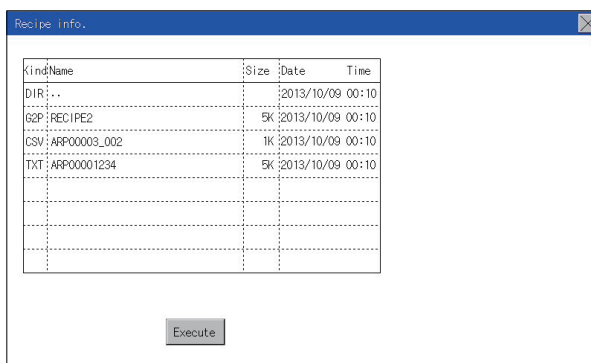 Recipe info.
Kind Name Size Date Time
DIR .. 2013/10/09 00:10
G2P RECIPE2 5K 2013/10/09 00:10
CSV ARP00003_002 1K 2013/10/09 00:10
TXT ARP00001234 5K 2013/10/09 00:10
Execute